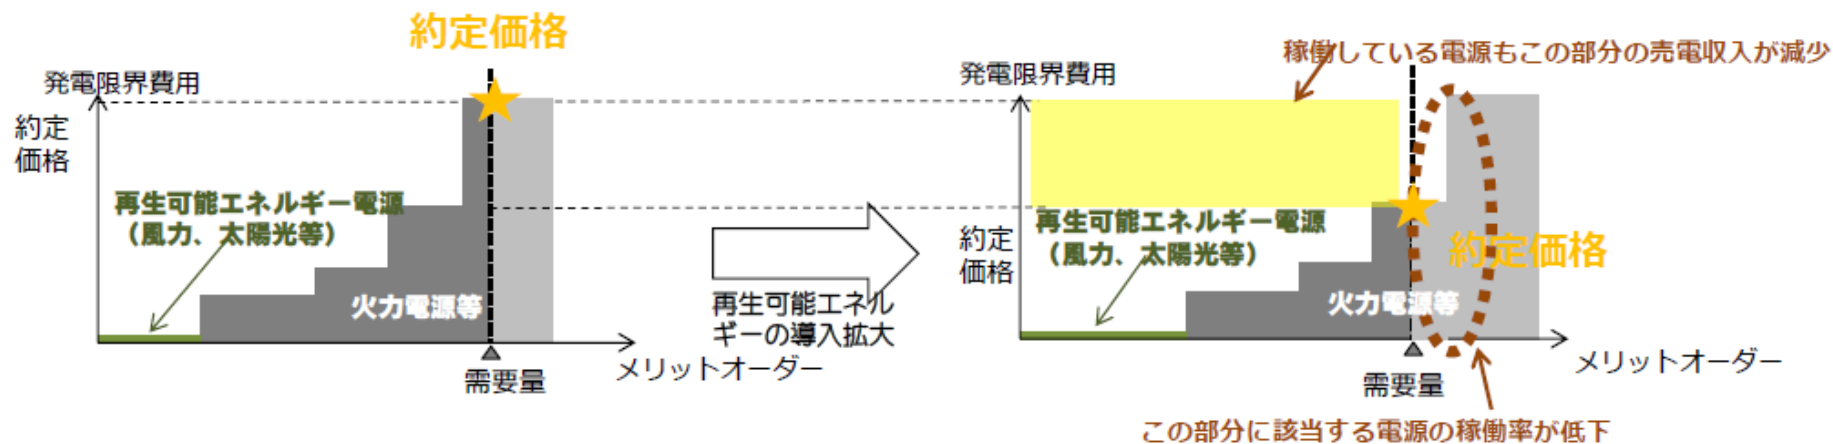 約定価格
発電限界費用
約定
価格
再生可能エネルギー電源
（風力、太陽光等）
火力電源等
需要量
メリットオーダー
再生可能エネル
ギーの導入拡大
稼働している電源もこの部分の売電収入が減少
発電限界費用
再生可能エネルギー電源
（風力、太陽光等）
約定
価格
約定価格
火力電源等
需要量
メリットオーダー
この部分に該当する電源の稼働率が低下